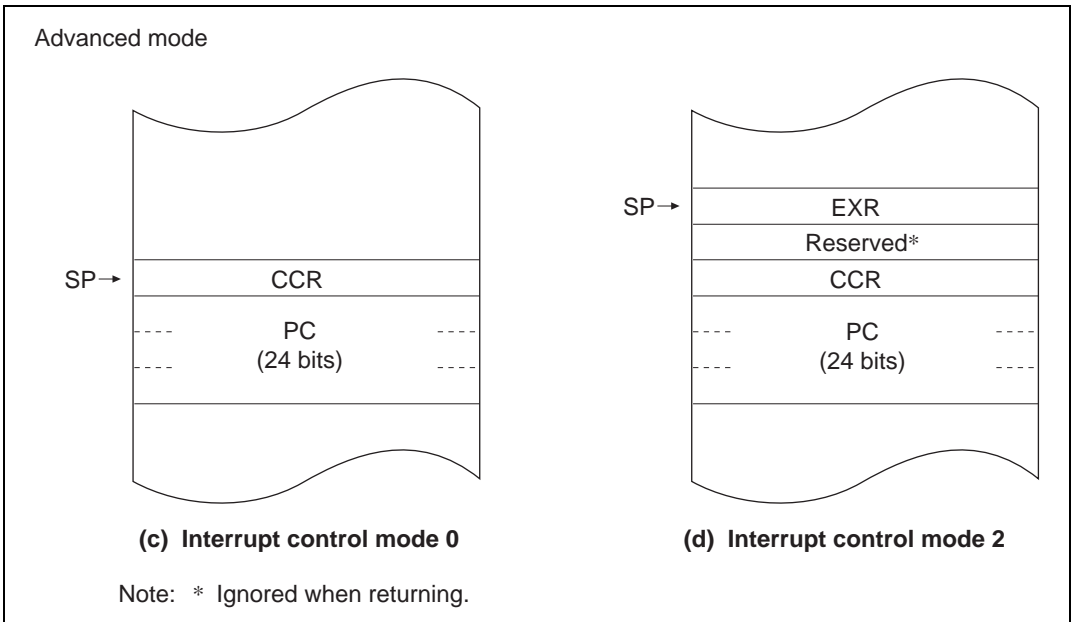 Advanced mode
SP→
CCR
PC
(24 bits)
(c) Interrupt control mode 0
SP→
EXR
Reserved*
CCR
PC
(24 bits)
(d) Interrupt control mode 2
Note: * Ignored when returning.